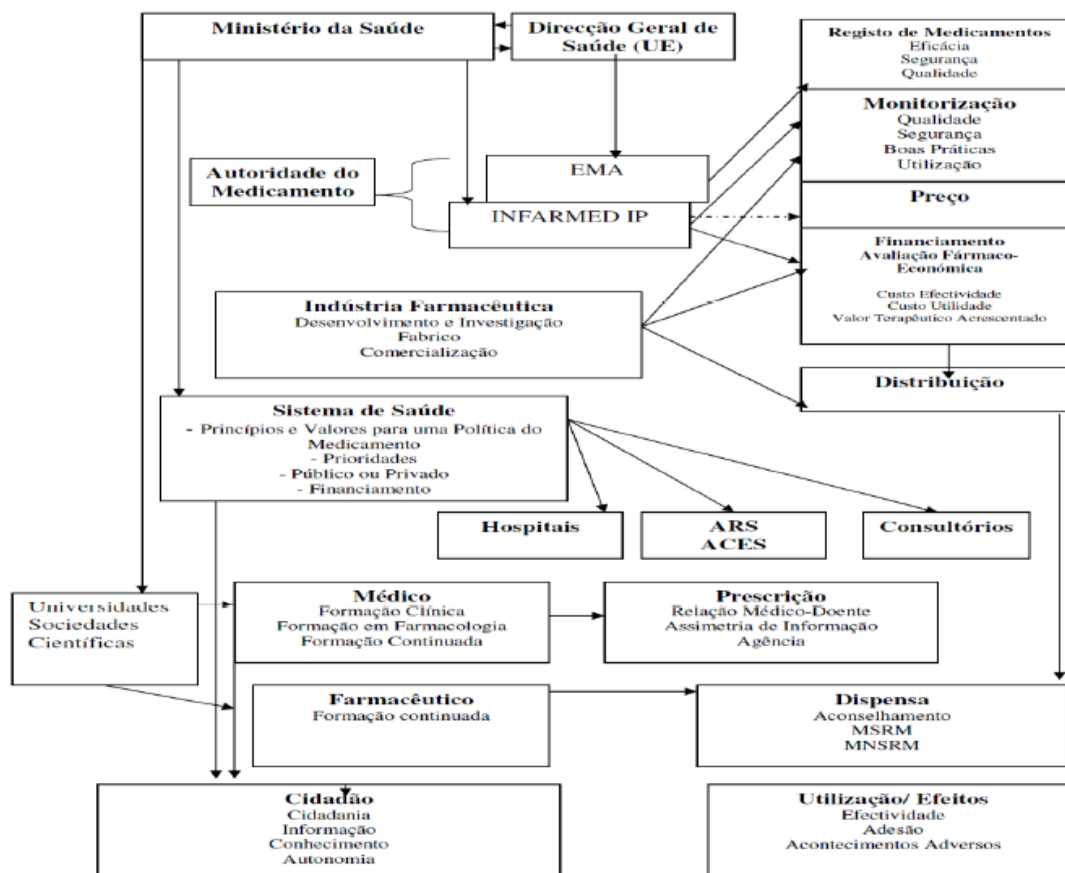 Ministério da Saúde
Direcção Geral de
Saúde (UE)
Registo de Medicamentos
Eficácia
Segurança
Qualidade
Monitorização
Qualidade
Segurança
Boas Práticas
Utilização
Autoridade do
Medicamento
EMA
INFARMED IP
Preço
Financiamento
Avaliação Fármaco-
Económica
Custo Efectividade
Custo Utilidade
Valor Terapêutico Acrescentado
Indústria Farmacêutica
Desenvolvimento e Investigação
Fabrico
Comercialização
Distribuição
Sistema de Saúde
- Princípios e Valores para uma Política do
Medicamento
- Prioridades
- Público ou Privado
- Financiamento
Hospitais
ARS
ACES
Consultórios
Universidades
Sociedades
Científicas
Médico
Formação Clínica
Formação em Farmacologia
Formação Continuada
Prescrição
Relação Médico-Doente
Assimetria de Informação
Agência
Farmacêutico
Formação continuada
Dispensa
Aconselhamento
MSRM
MNSRM
Cidadão
Cidadania
Informação
Conhecimento
Autonomia
Utilização/ Efeitos
Efectividade
Adesão
Acontecimentos Adversos